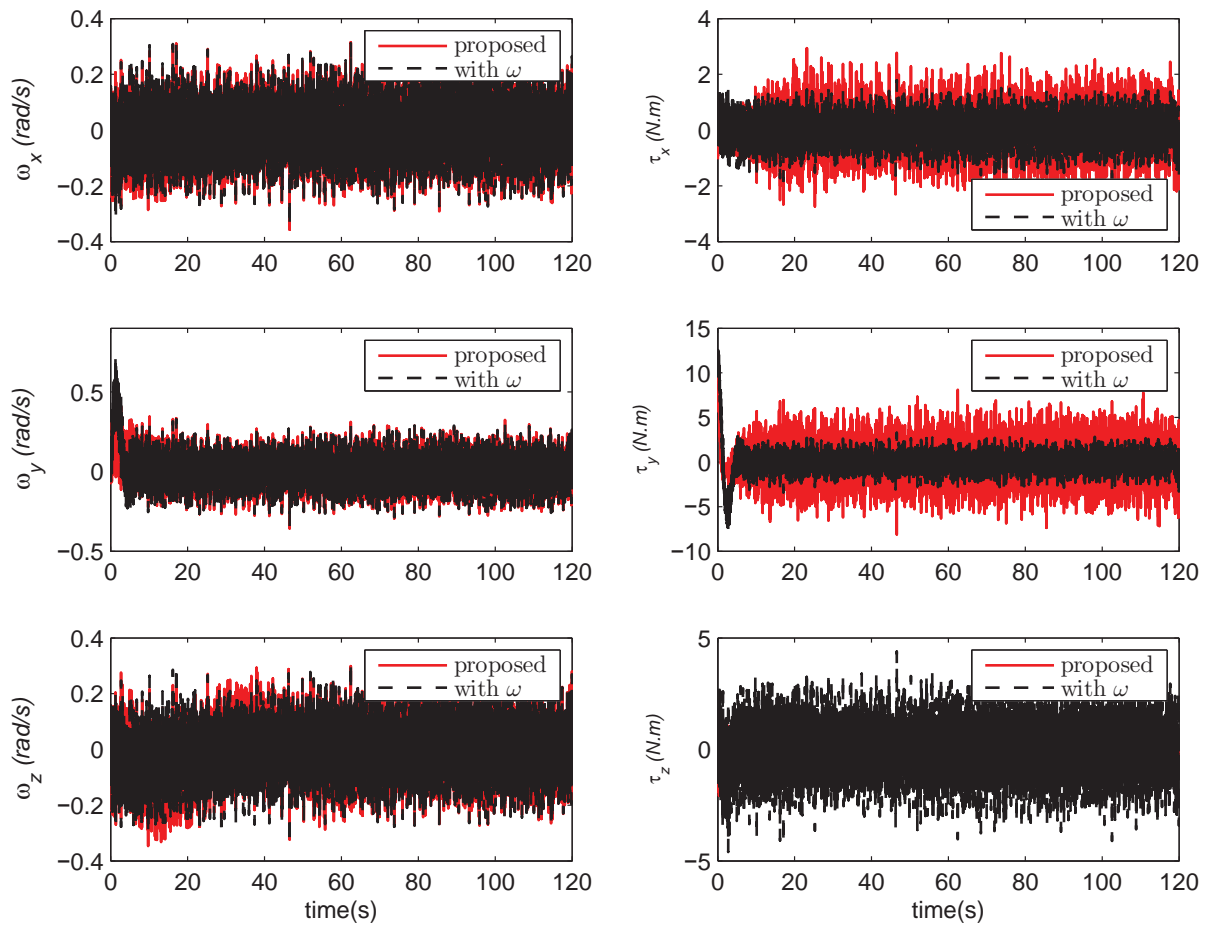 0.4
0.2
0
−0.2
−0.4
ω_x (rad/s)
proposed
with ω
0 20 40 60 80 100 120
4
2
0
−2
−4
τ_x (N.m)
proposed
with ω
0 20 40 60 80 100 120
0.5
0
−0.5
ω_y (rad/s)
proposed
with ω
0 20 40 60 80 100 120
15
10
5
0
−5
−10
τ_y (N.m)
proposed
with ω
0 20 40 60 80 100 120
0.4
0.2
0
−0.2
−0.4
ω_z (rad/s)
proposed
with ω
0 20 40 60 80 100 120
time(s)
5
0
−5
τ_z (N.m)
proposed
with ω
0 20 40 60 80 100 120
time(s)